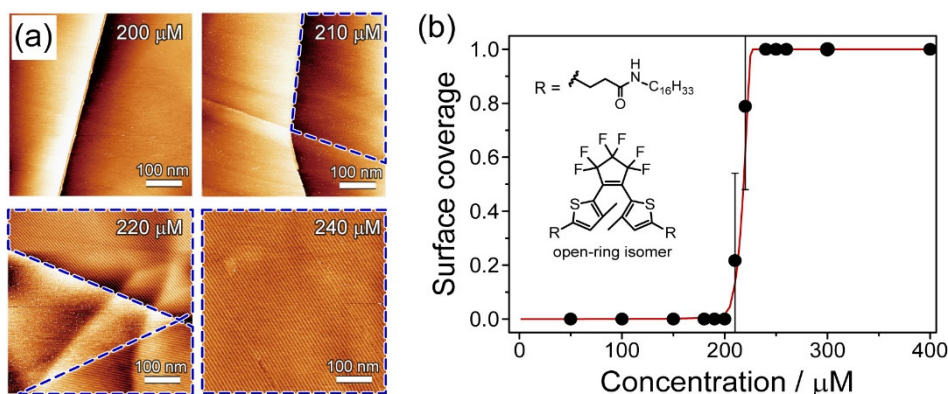 (a)
200 μM
100 nm
210 μM
100 nm
220 μM
100 nm
240 μM
100 nm
(b)
Surface coverage
1.0
0.8
0.6
0.4
0.2
0.0
R =
H
N
C16H33
O
F F
F F
F F
S S
R R
open-ring isomer
0 100 200 300 400
Concentration / μM